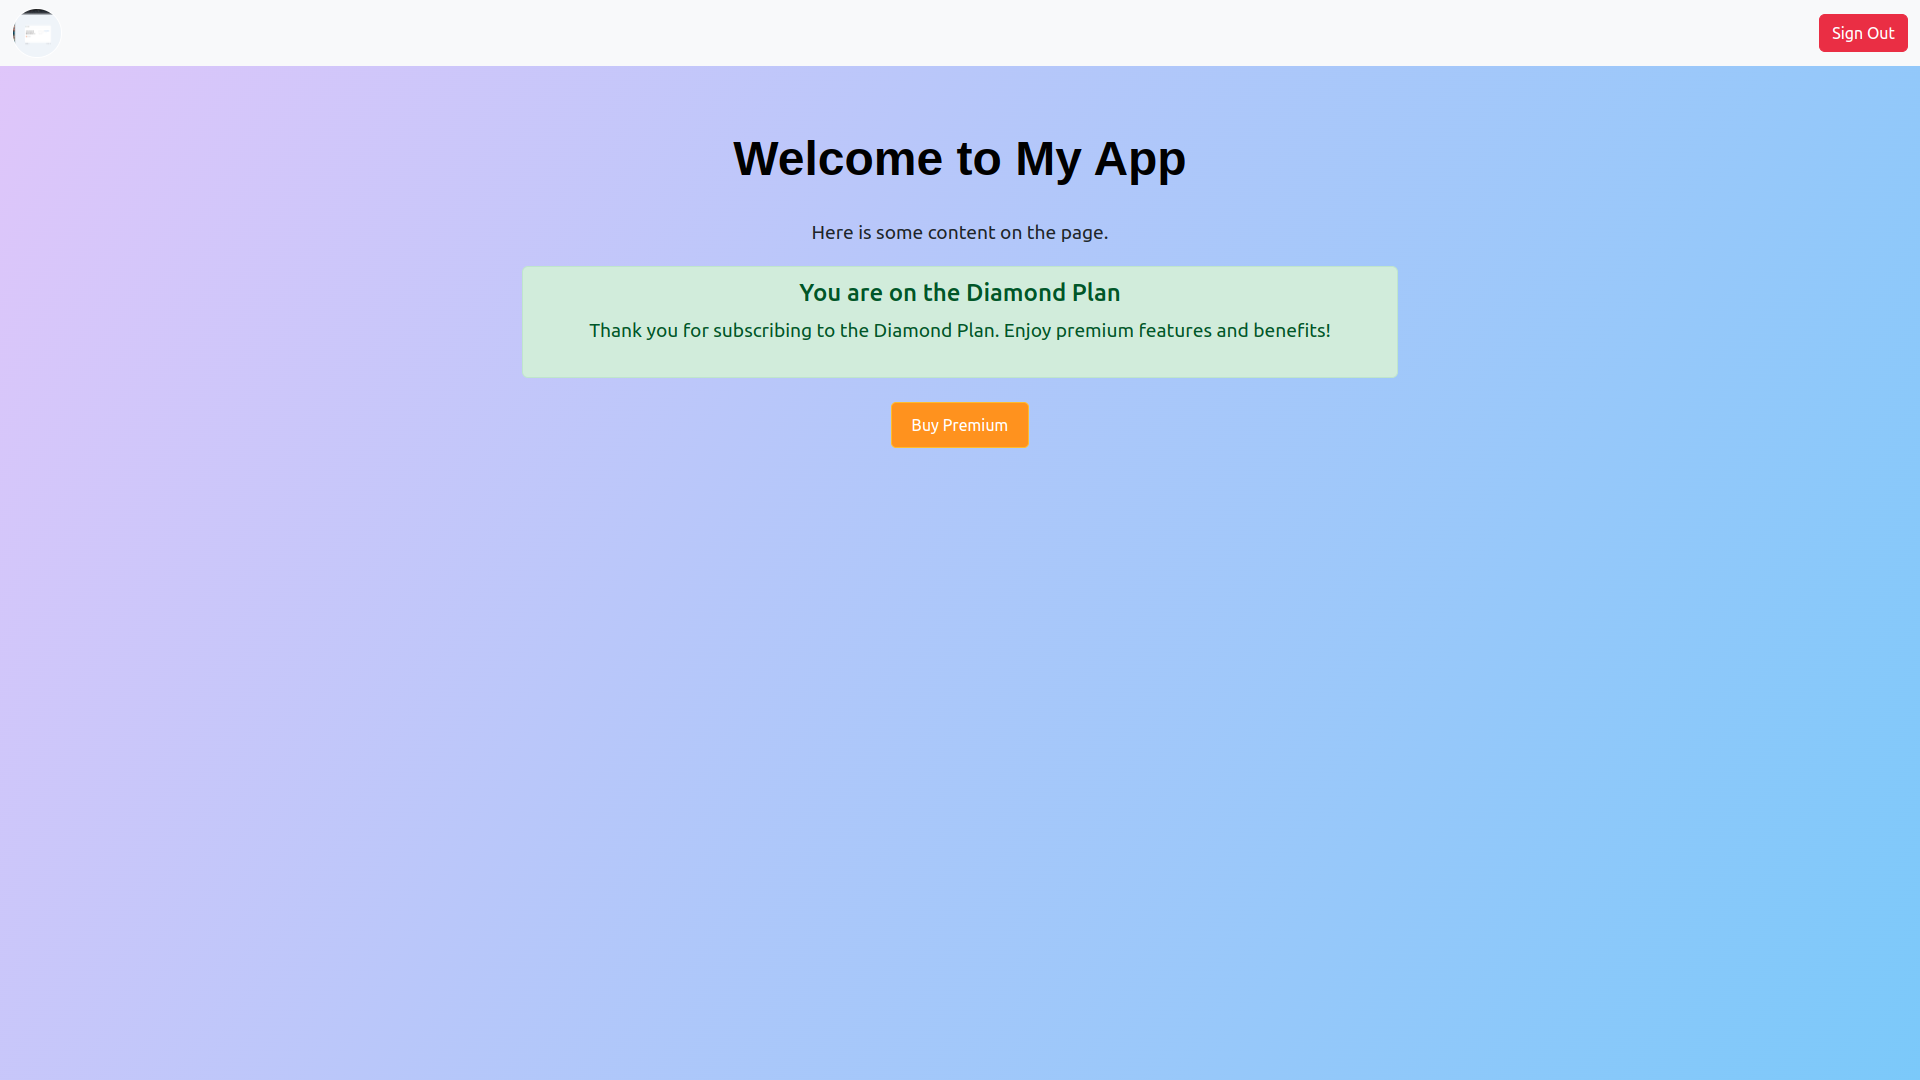 Sign Out
Welcome to My App
Here is some content on the page.
You are on the Diamond Plan
Thank you for subscribing to the Diamond Plan. Enjoy premium features and benefits!
Buy Premium